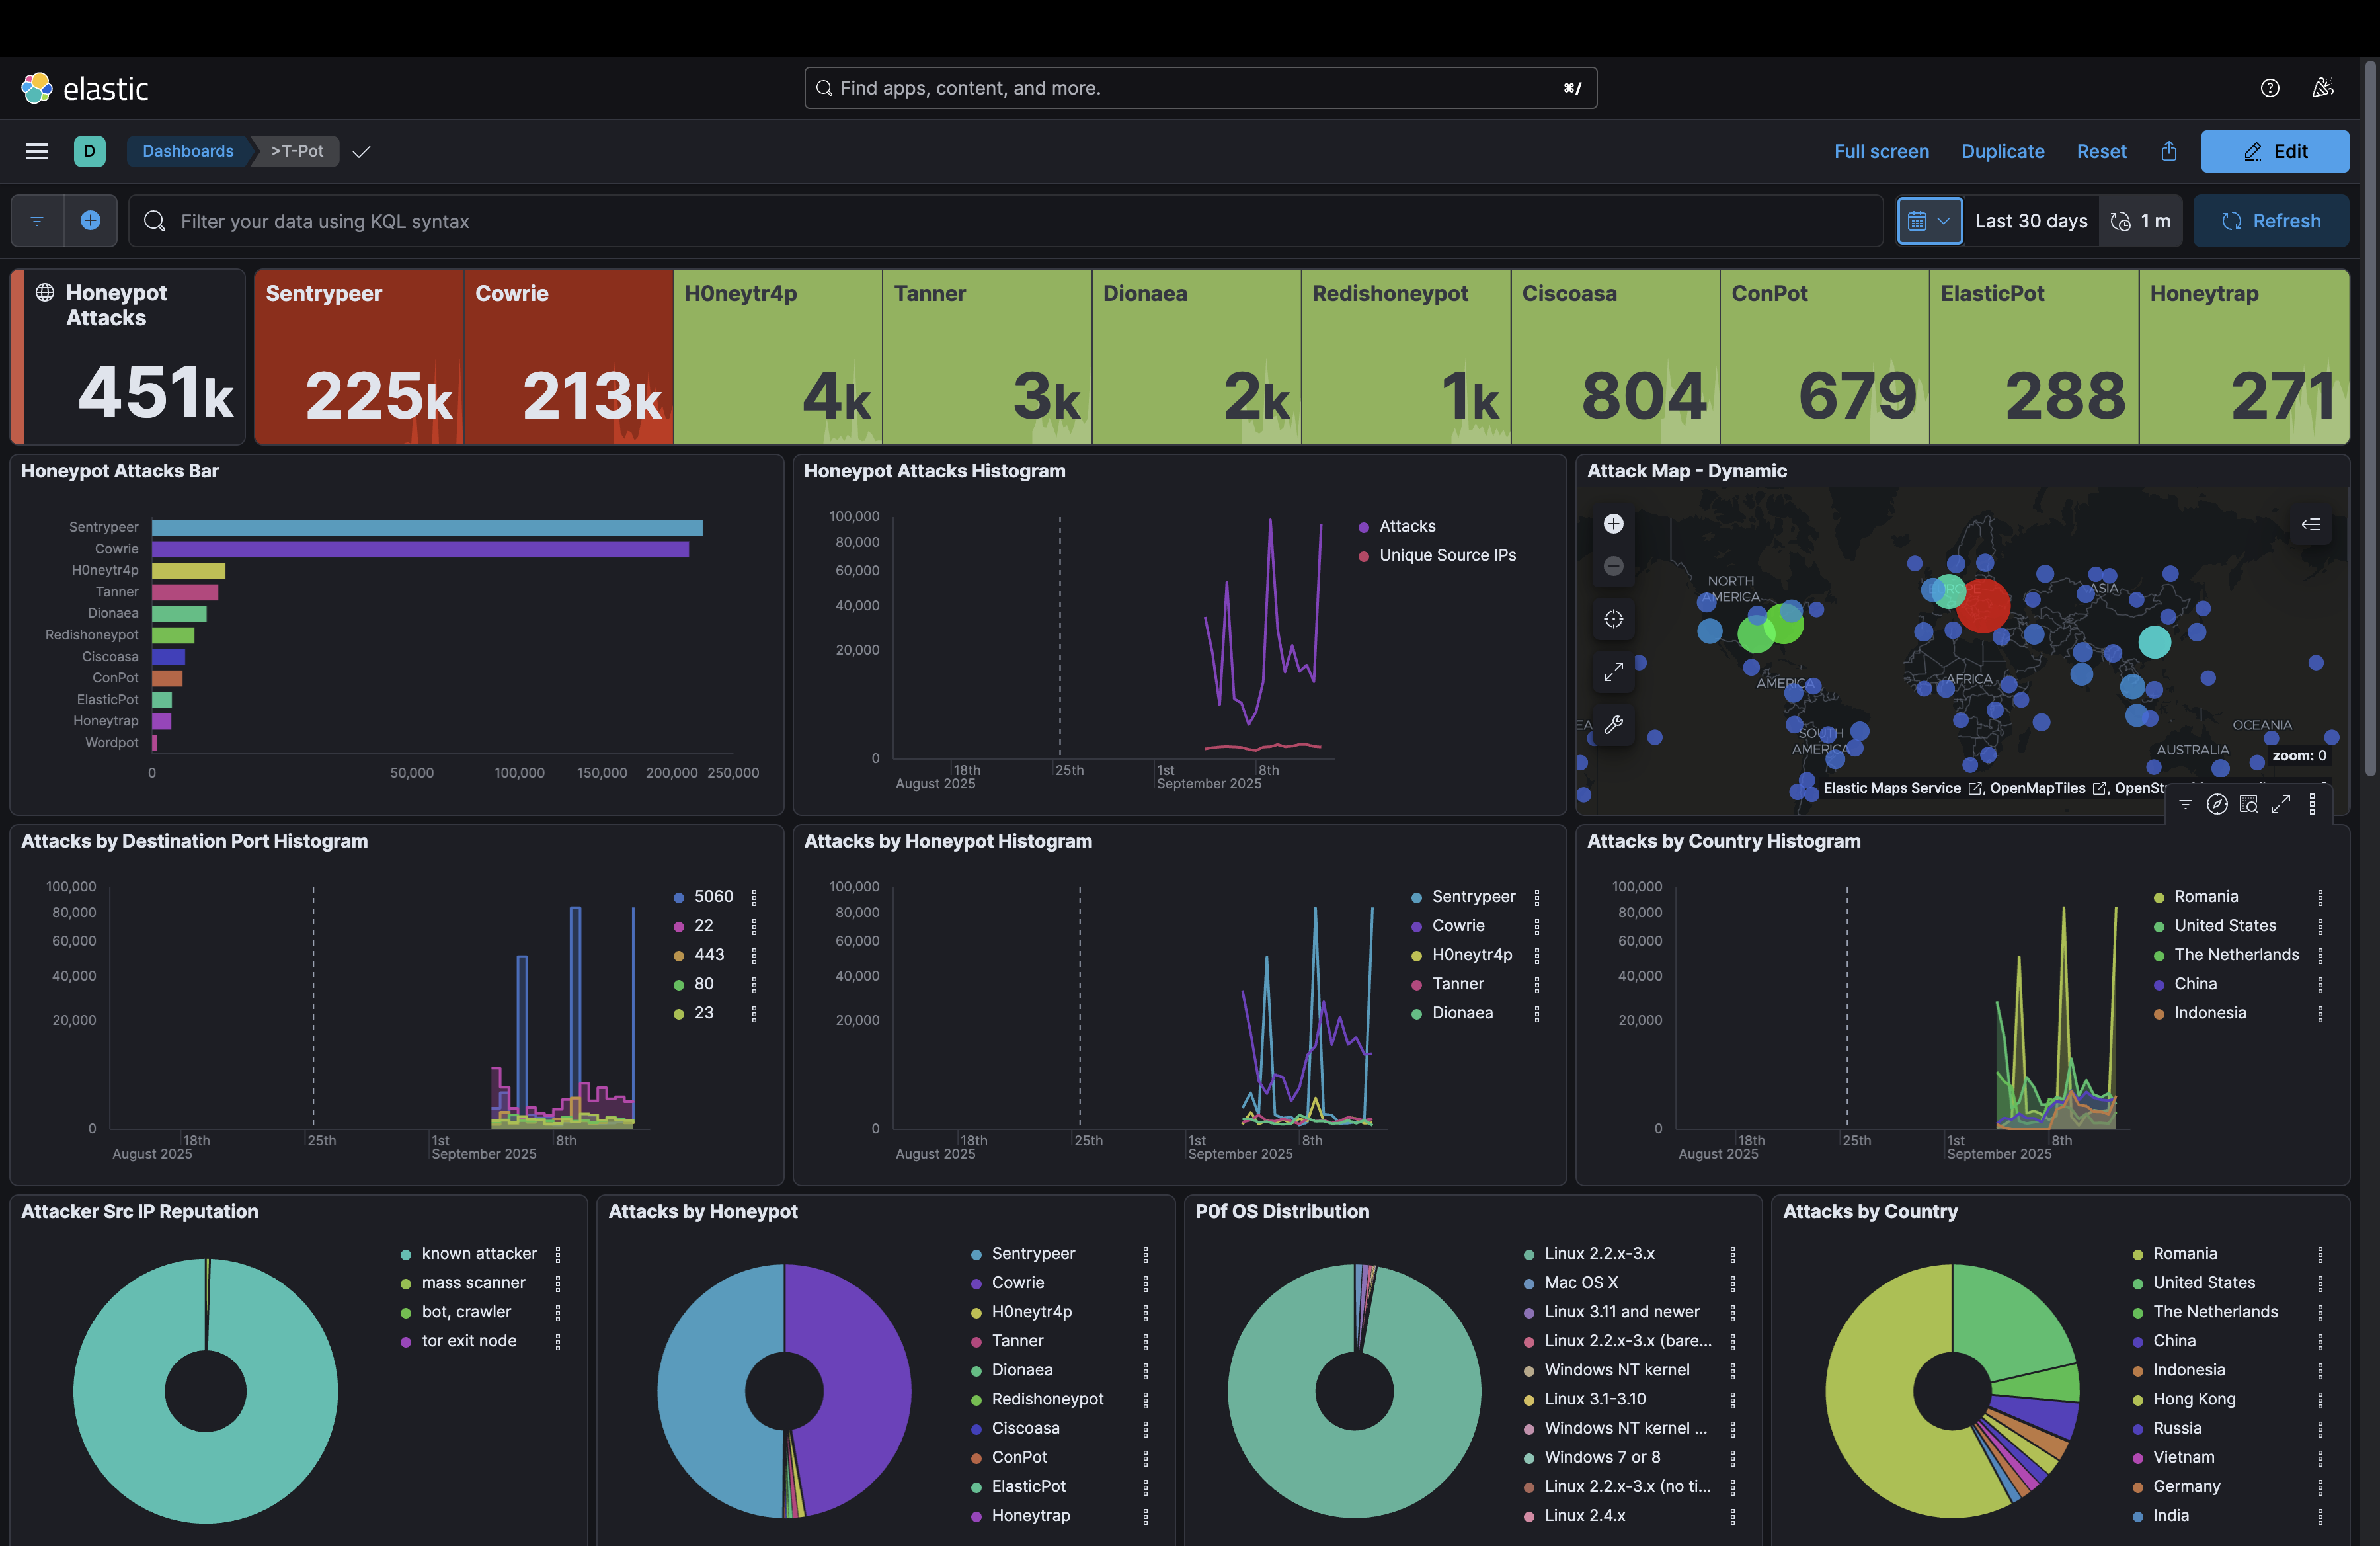 elastic
Find apps, content, and more.
⌘/
D
Dashboards
>T-Pot
Full screen
Duplicate
Reset
Edit
Filter your data using KQL syntax
Last 30 days
1 m
Refresh
Honeypot
Attacks
451k
Sentrypeer
225k
Cowrie
213k
H0neytr4p
4k
Tanner
3k
Dionaea
2k
Redishoneypot
1k
Ciscoasa
804
ConPot
679
ElasticPot
288
Honeytrap
271
Honeypot Attacks Bar
Sentrypeer
Cowrie
H0neytr4p
Tanner
Dionaea
Redishoneypot
Ciscoasa
ConPot
ElasticPot
Honeytrap
Wordpot
0
50,000
100,000
150,000
200,000
250,000
Honeypot Attacks Histogram
100,000
80,000
60,000
40,000
20,000
0
18th
25th
1st
8th
August 2025
September 2025
Attacks
Unique Source IPs
Attack Map - Dynamic
NORTH
AMERICA
EUROPE
ASIA
AMERICA
AFRICA
SOUTH
AMERICA
EA
OCEANIA
AUSTRALIA
zoom: 0
Elastic Maps Service , OpenMapTiles , OpenSt
Attacks by Destination Port Histogram
100,000
80,000
60,000
40,000
20,000
0
18th
25th
1st
8th
August 2025
September 2025
5060
22
443
80
23
Attacks by Honeypot Histogram
100,000
80,000
60,000
40,000
20,000
0
18th
25th
1st
8th
August 2025
September 2025
Sentrypeer
Cowrie
H0neytr4p
Tanner
Dionaea
Attacks by Country Histogram
100,000
80,000
60,000
40,000
20,000
0
18th
25th
1st
8th
August 2025
September 2025
Romania
United States
The Netherlands
China
Indonesia
Attacker Src IP Reputation
known attacker
mass scanner
bot, crawler
tor exit node
Attacks by Honeypot
Sentrypeer
Cowrie
H0neytr4p
Tanner
Dionaea
Redishoneypot
Ciscoasa
ConPot
ElasticPot
Honeytrap
P0f OS Distribution
Linux 2.2.x-3.x
Mac OS X
Linux 3.11 and newer
Linux 2.2.x-3.x (bare...
Windows NT kernel
Linux 3.1-3.10
Windows NT kernel ...
Windows 7 or 8
Linux 2.2.x-3.x (no ti...
Linux 2.4.x
Attacks by Country
Romania
United States
The Netherlands
China
Indonesia
Hong Kong
Russia
Vietnam
Germany
India